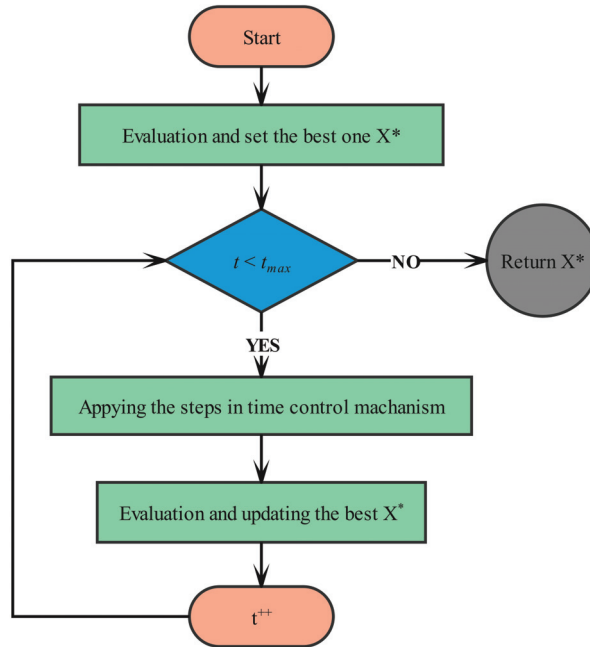 Start
Evaluation and set the best one X*
t < tmax
NO
Return X*
YES
Appying the steps in time control machanism
Evaluation and updating the best X*
t++